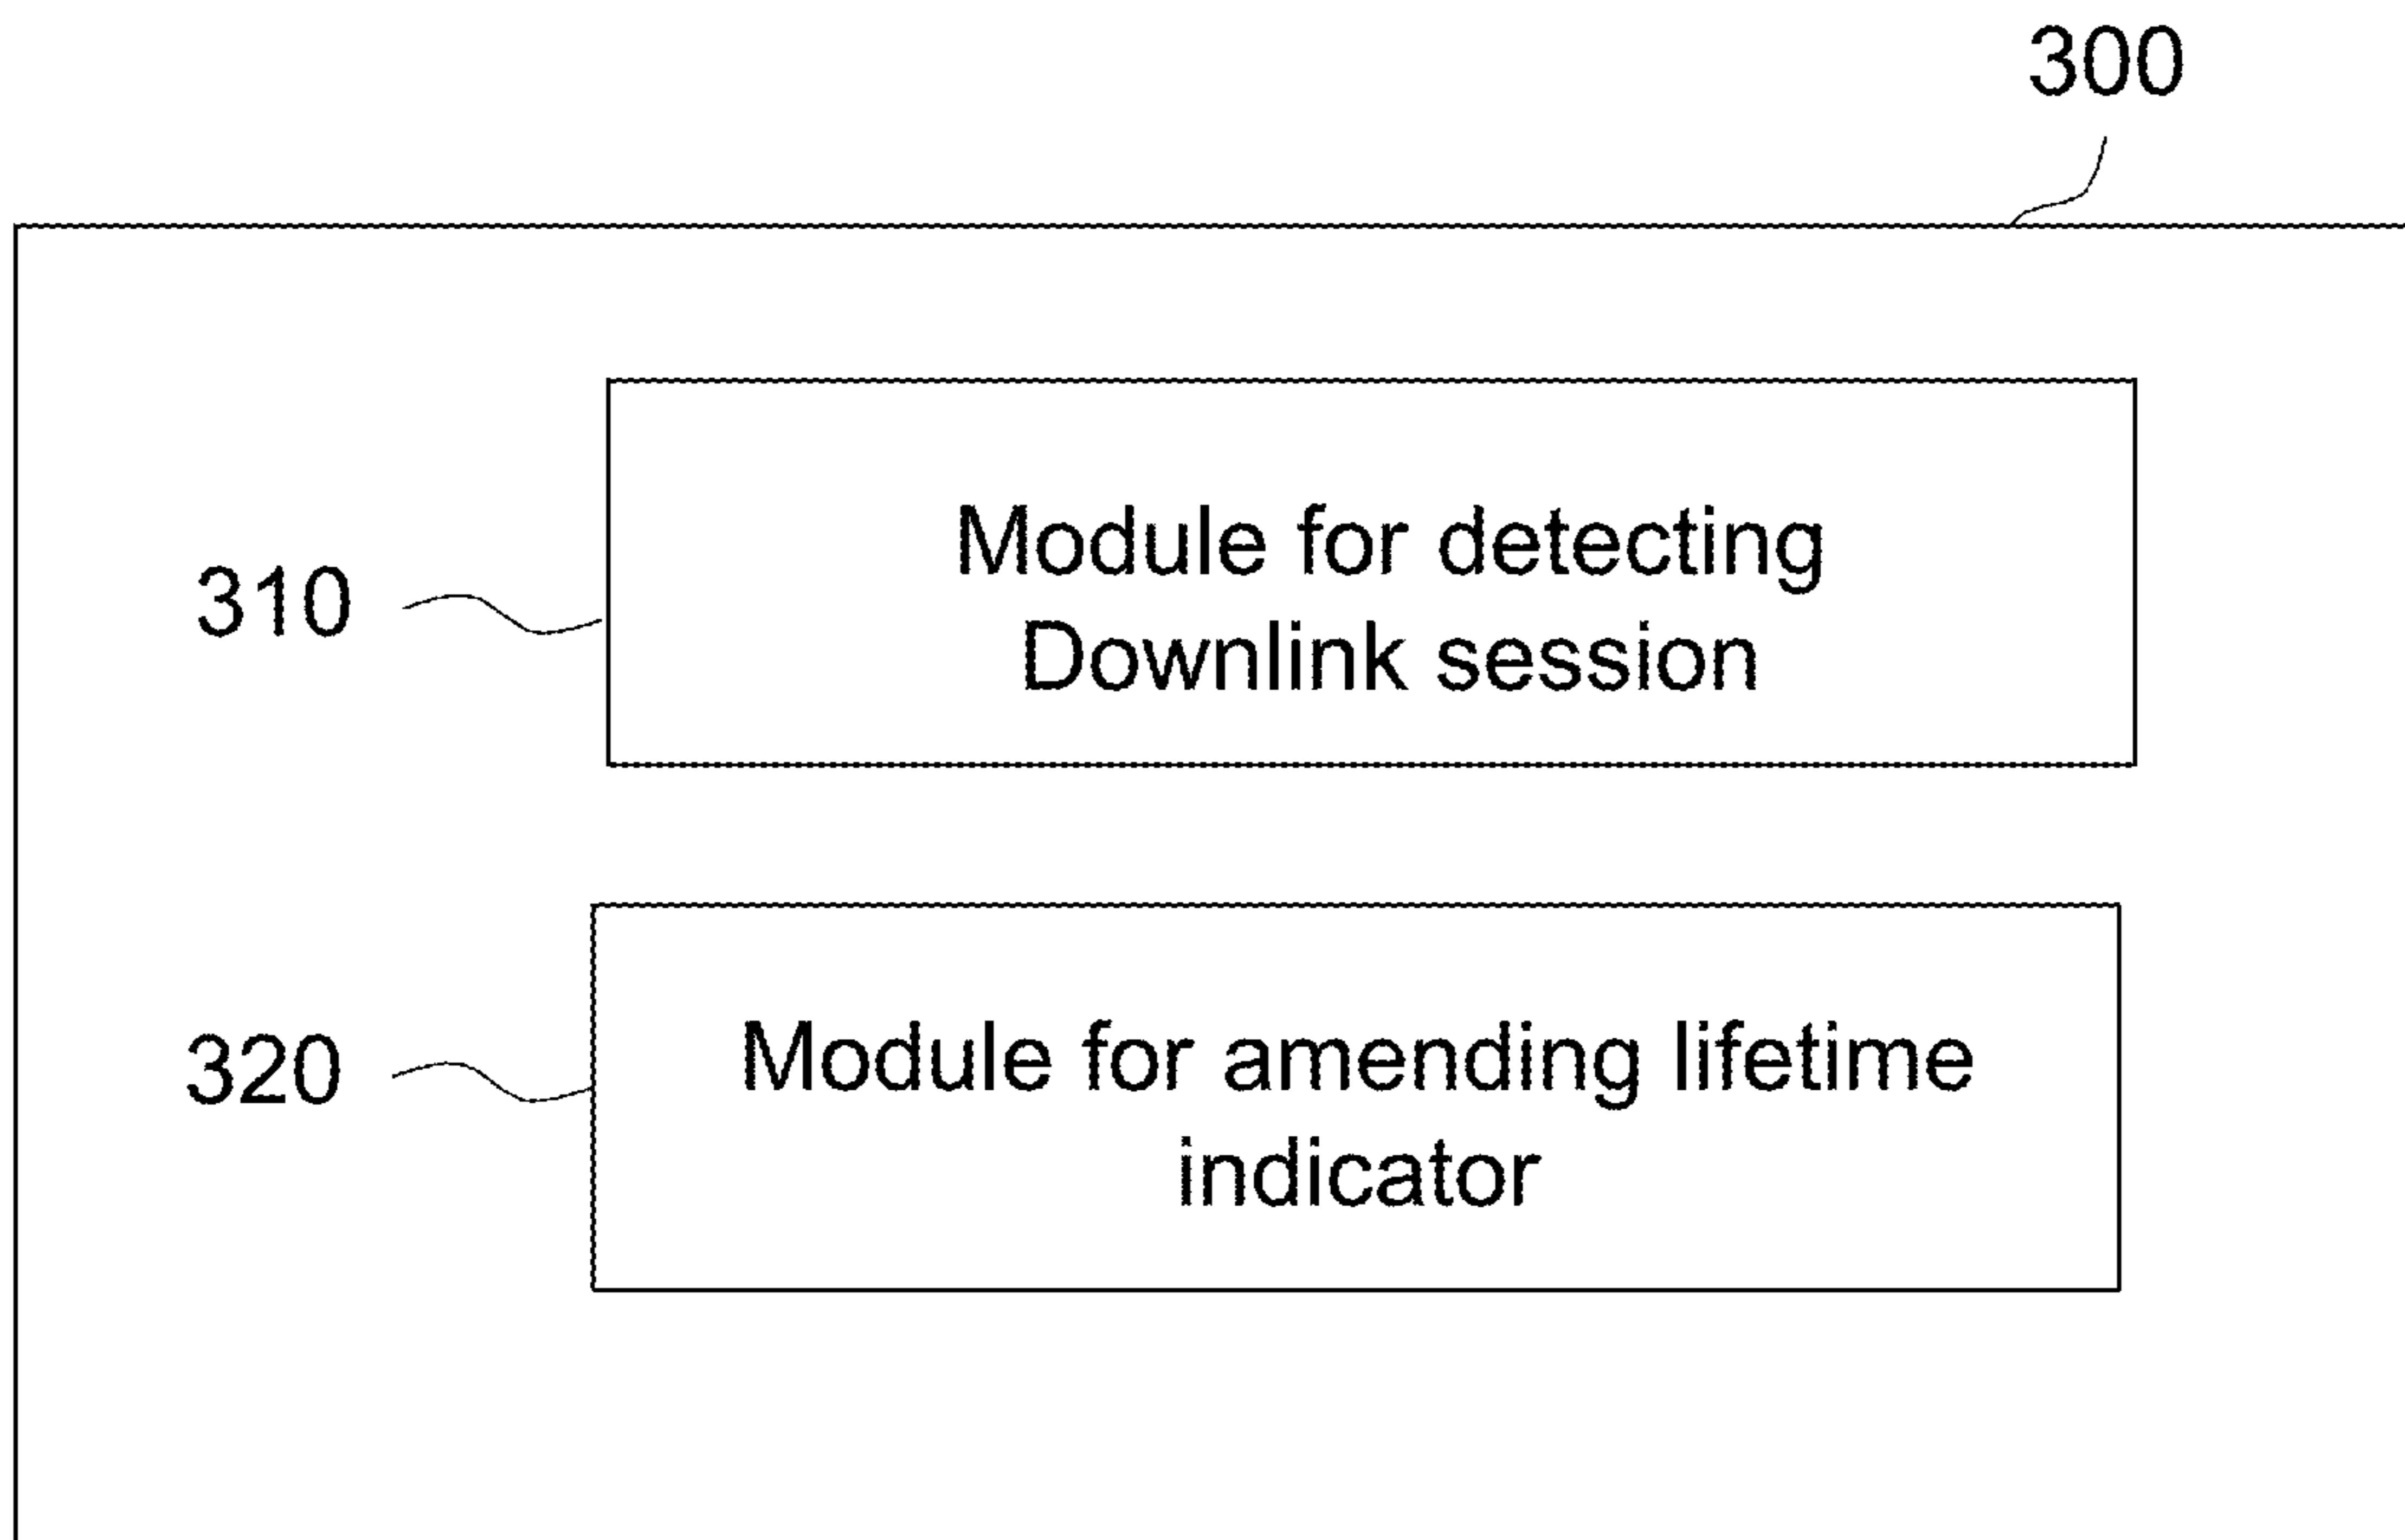 300
310
Module for detecting
Downlink session
320
Module for amending lifetime
indicator